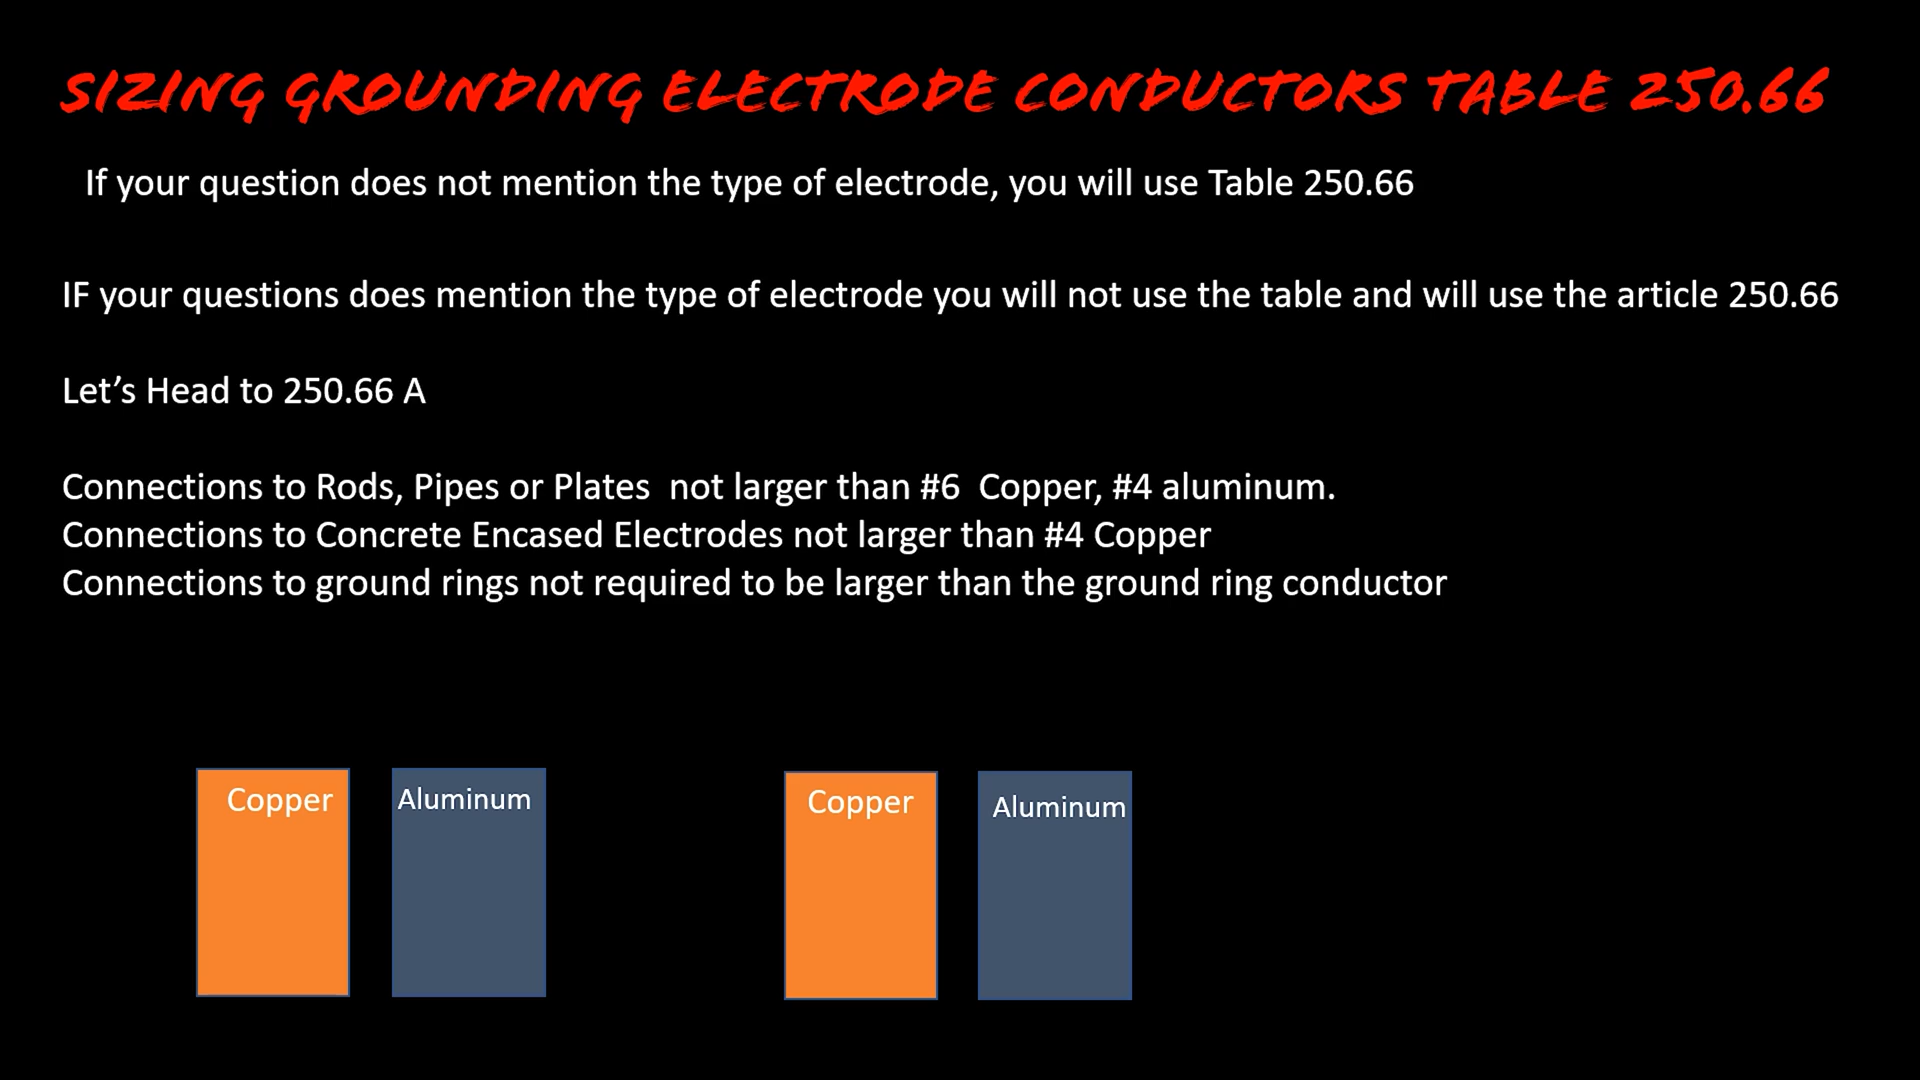 SIZING GROUNDING ELECTRODE CONDUCTORS TABLE 250.66
If your question does not mention the type of electrode, you will use Table 250.66
IF your questions does mention the type of electrode you will not use the table and will use the article 250.66
Let’s Head to 250.66 A
Connections to Rods, Pipes or Plates  not larger than #6  Copper, #4 aluminum.
Connections to Concrete Encased Electrodes not larger than #4 Copper
Connections to ground rings not required to be larger than the ground ring conductor
Copper
Aluminum
Copper
Aluminum